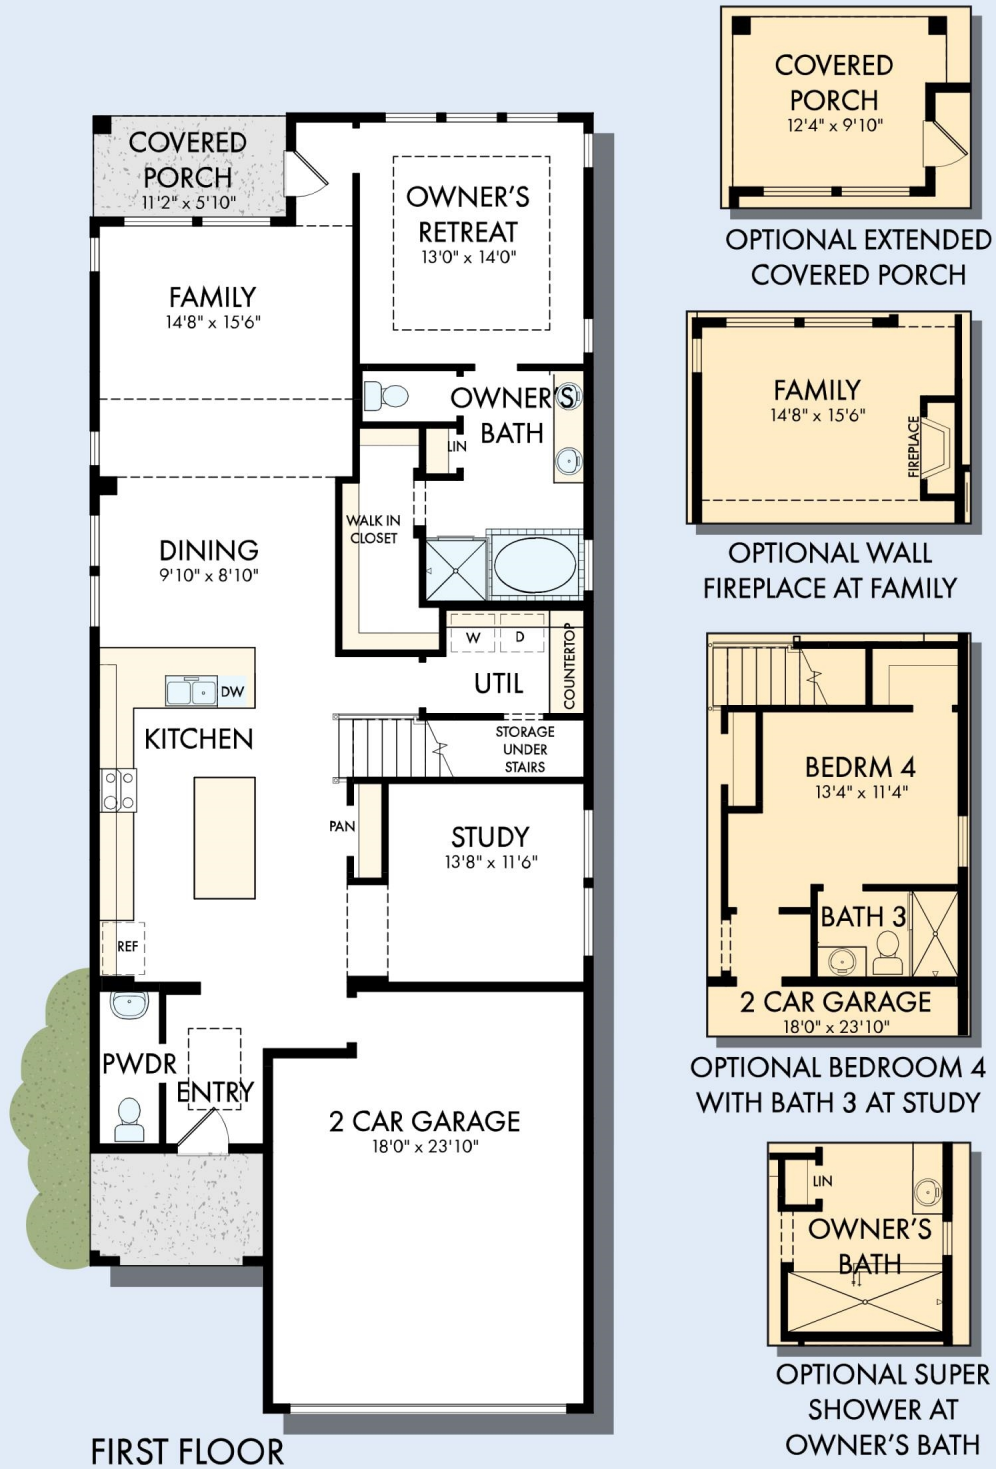 COVERED
PORCH
11'2" x 5'10"
OWNER'S
RETREAT
13'0" x 14'0"
FAMILY
14'8" x 15'6"
OWNER'S
BATH
LIN
WALK IN
CLOSET
DINING
9'10" x 8'10"
W
D
COUNTERTOP
UTIL
DW
KITCHEN
STORAGE
UNDER
STAIRS
PAN
STUDY
13'8" x 11'6"
REF
PWDR
ENTRY
2 CAR GARAGE
18'0" x 23'10"
FIRST FLOOR
COVERED
PORCH
12'4" x 9'10"
OPTIONAL EXTENDED
COVERED PORCH
FAMILY
14'8" x 15'6"
FIREPLACE
OPTIONAL WALL
FIREPLACE AT FAMILY
BEDRM 4
13'4" x 11'4"
BATH 3
2 CAR GARAGE
18'0" x 23'10"
OPTIONAL BEDROOM 4
WITH BATH 3 AT STUDY
LIN
OWNER'S
BATH
OPTIONAL SUPER
SHOWER AT
OWNER'S BATH